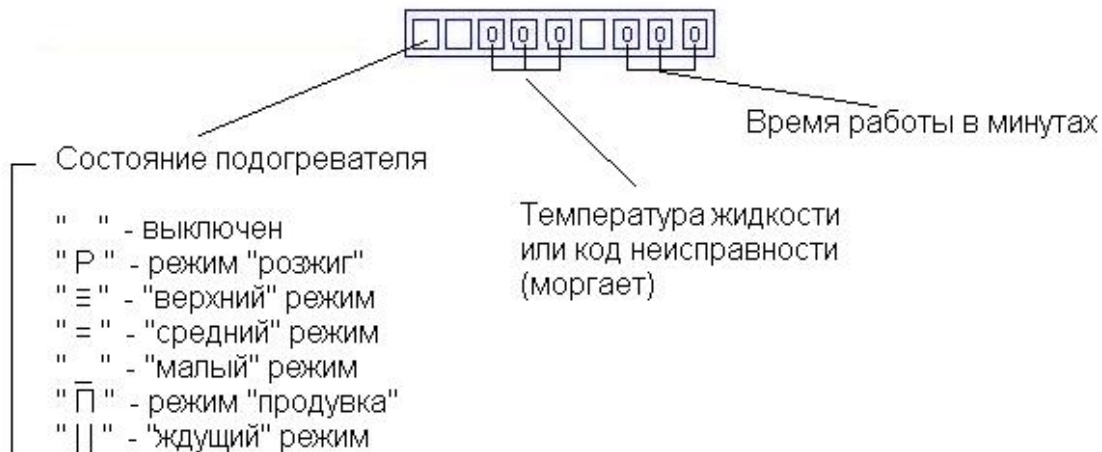 0 0 0 0 0 0
Время работы в минутах
Состояние подогревателя
Температура жидкости
или код неисправности
(моргает)
" " - выключен
" Р " - режим "розжиг"
" ≡ " - "верхний" режим
" = " - "средний" режим
" _ " - "малый" режим
" П " - режим "продувка"
" | | " - "ждущий" режим